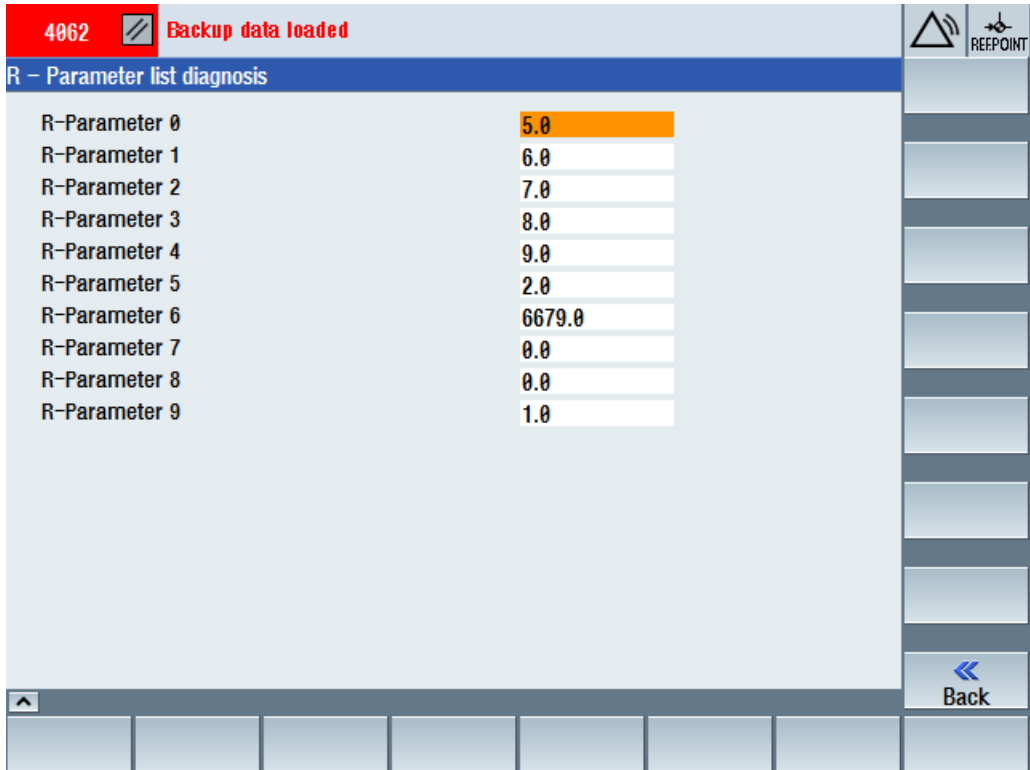 4062 Backup data loaded
REF.POINT
R - Parameter list diagnosis
R-Parameter 0 5.0
R-Parameter 1 6.0
R-Parameter 2 7.0
R-Parameter 3 8.0
R-Parameter 4 9.0
R-Parameter 5 2.0
R-Parameter 6 6679.0
R-Parameter 7 0.0
R-Parameter 8 0.0
R-Parameter 9 1.0
Back